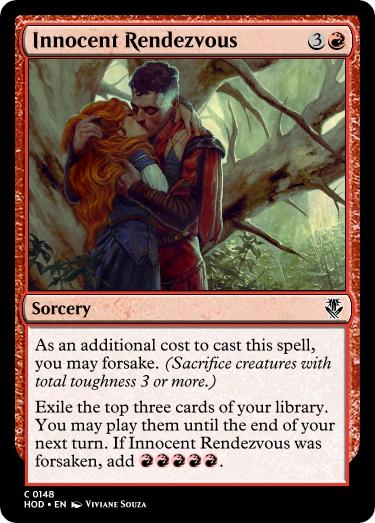 Innocent Rendezvous 3
Sorcery
As an additional cost to cast this spell,
you may forsake. (Sacrifice creatures with
total toughness 3 or more.)
Exile the top three cards of your library.
You may play them until the end of your
next turn. If Innocent Rendezvous was
forsaken, add .
C 0148
HOD • EN Viviane Souza